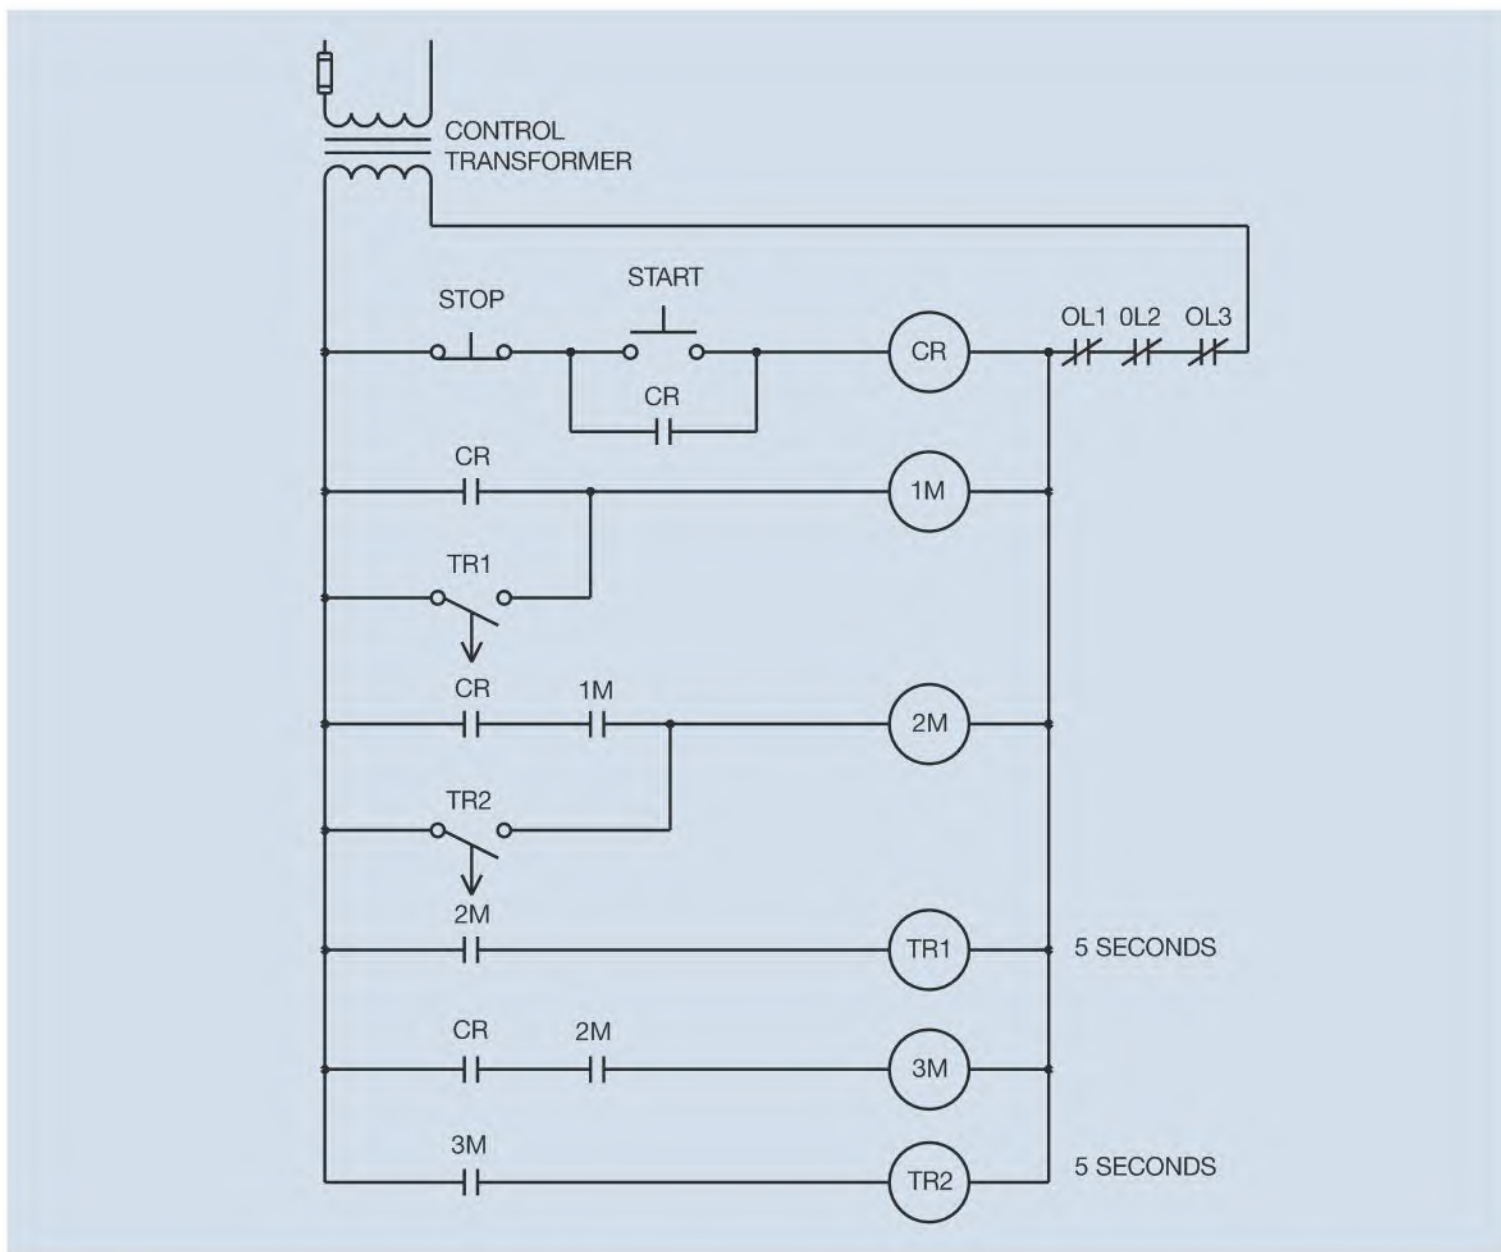 CONTROL
TRANSFORMER
START
STOP
OL1 0L2 OL3
CR
CR
CR
1M
TR1
CR 1M
2M
TR2
2M
TR1 5 SECONDS
CR 2M
3M
3M
TR2 5 SECONDS